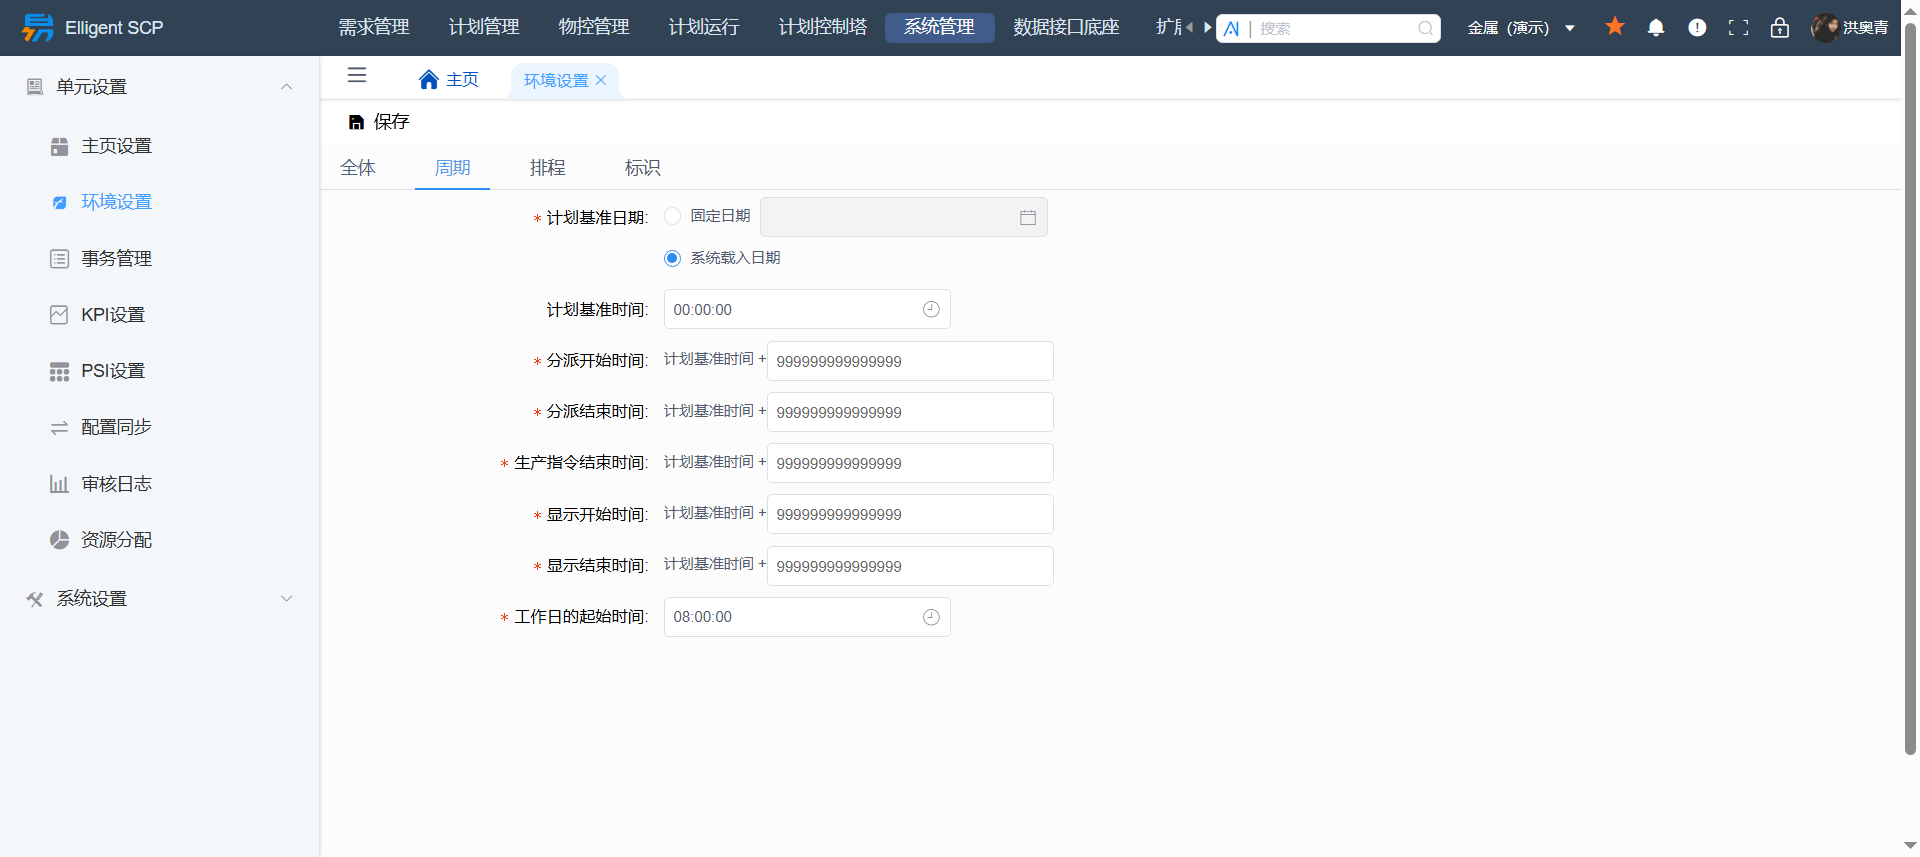 Elligent SCP
需求管理 计划管理 物控管理 计划运行 计划控制塔 系统管理 数据接口底座
AI | 搜索
金属 (演示)
洪奥青
单元设置
主页设置
环境设置
事务管理
KPI设置
PSI设置
配置同步
审核日志
资源分配
系统设置
主页 环境设置
保存
全体 周期 排程 标识
* 计划基准日期: 固定日期
系统载入日期
计划基准时间: 00:00:00
* 分派开始时间: 计划基准时间 + 999999999999999
* 分派结束时间: 计划基准时间 + 999999999999999
* 生产指令结束时间: 计划基准时间 + 999999999999999
* 显示开始时间: 计划基准时间 + 999999999999999
* 显示结束时间: 计划基准时间 + 999999999999999
* 工作日的起始时间: 08:00:00